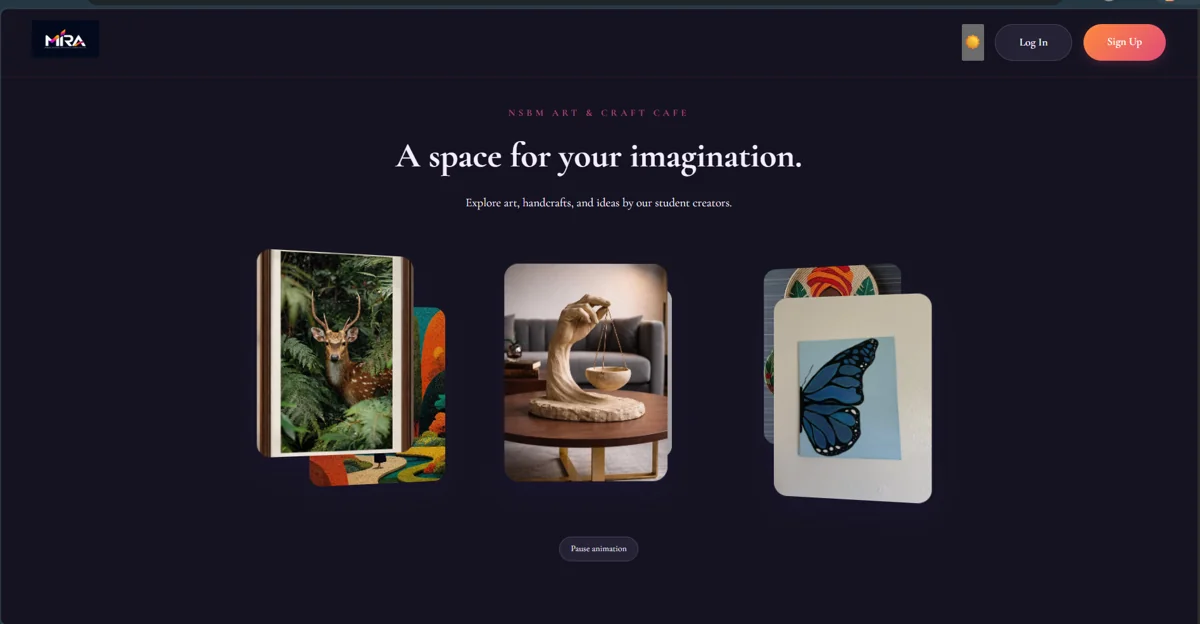 MIRA
Log In
Sign Up
NSBM ART & CRAFT CAFE
A space for your imagination.
Explore art, handcrafts, and ideas by our student creators.
Pause animation